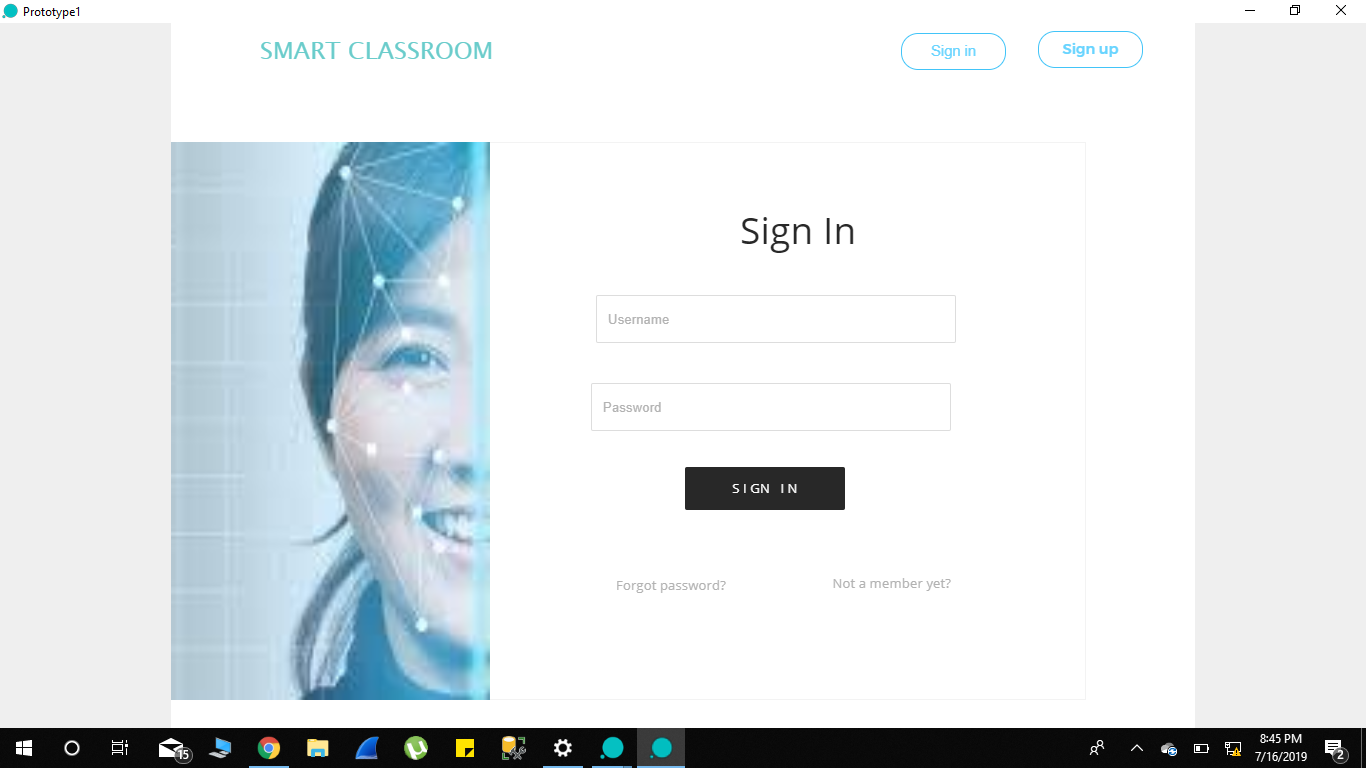 Prototype1
SMART CLASSROOM
Sign in
Sign up
Sign In
Username
Password
SIGN IN
Forgot password?
Not a member yet?
15
8:45 PM
7/16/2019
2